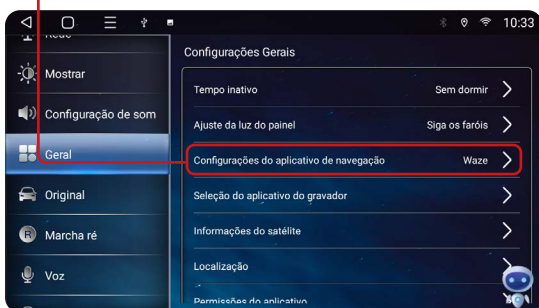 10:33
Rede
Configurações Gerais
Mostrar
Tempo inativo Sem dormir
Configuração de som
Ajuste da luz do painel Siga os faróis
Geral
Configurações do aplicativo de navegação Waze
Original
Seleção do aplicativo do gravador
R Marcha ré
Informações do satélite
Voz
Localização
Permissões do aplicativo